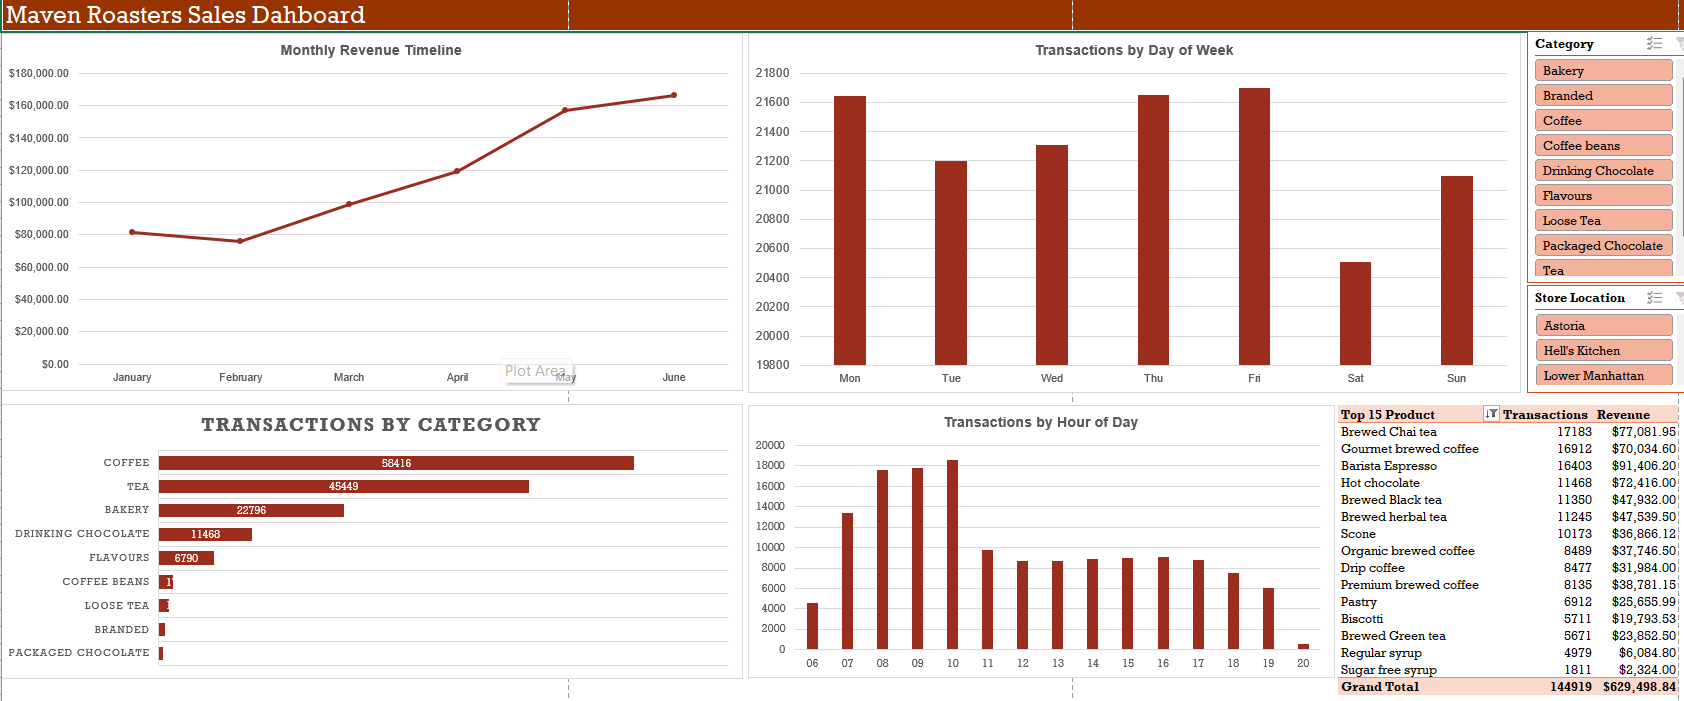 Maven Roasters Sales Dahboard
Monthly Revenue Timeline
$180,000.00
$160,000.00
$140,000.00
$120,000.00
$100,000.00
$80,000.00
$60,000.00
$40,000.00
$20,000.00
$0.00
January February March April May June
Plot Area
Transactions by Day of Week
21800
21600
21400
21200
21000
20800
20600
20400
20200
20000
19800
Mon Tue Wed Thu Fri Sat Sun
Category
Bakery
Branded
Coffee
Coffee beans
Drinking Chocolate
Flavours
Loose Tea
Packaged Chocolate
Tea
Store Location
Astoria
Hell's Kitchen
Lower Manhattan
TRANSACTIONS BY CATEGORY
COFFEE 58416
TEA 45449
BAKERY 22796
DRINKING CHOCOLATE 11468
FLAVOURS 6790
COFFEE BEANS
LOOSE TEA
BRANDED
PACKAGED CHOCOLATE
Transactions by Hour of Day
20000
18000
16000
14000
12000
10000
8000
6000
4000
2000
0
06 07 08 09 10 11 12 13 14 15 16 17 18 19 20
Top 15 Product Transactions Revenue
Brewed Chai tea 17183 $77,081.95
Gourmet brewed coffee 16912 $70,034.60
Barista Espresso 16403 $91,406.20
Hot chocolate 11468 $72,416.00
Brewed Black tea 11350 $47,932.00
Brewed herbal tea 11245 $47,539.50
Scone 10173 $36,866.12
Organic brewed coffee 8489 $37,746.50
Drip coffee 8477 $31,984.00
Premium brewed coffee 8135 $38,781.15
Pastry 6912 $25,655.99
Biscotti 5711 $19,793.53
Brewed Green tea 5671 $23,852.50
Regular syrup 4979 $6,084.80
Sugar free syrup 1811 $2,324.00
Grand Total 144919 $629,498.84